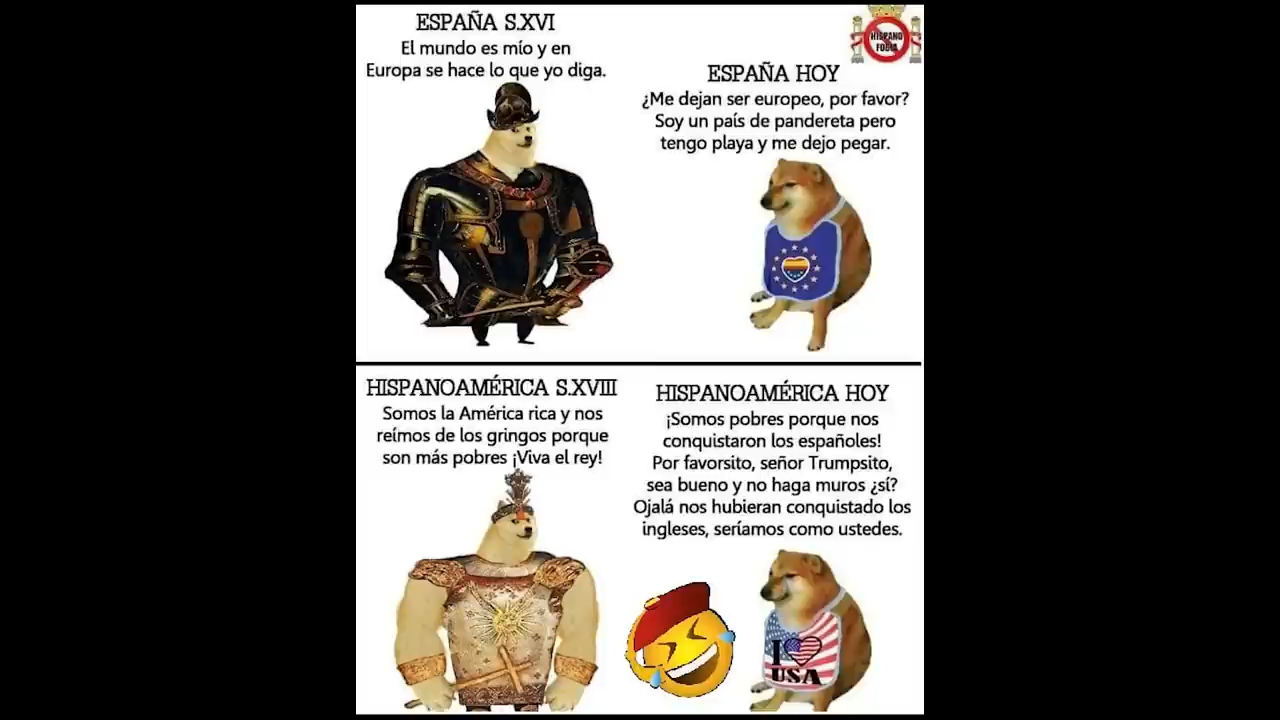 ESPAÑA S.XVI
El mundo es mío y en
Europa se hace lo que yo diga.
HISPANO
FOBIA
ESPAÑA HOY
¿Me dejan ser europeo, por favor?
Soy un país de pandereta pero
tengo playa y me dejo pegar.
HISPANOAMÉRICA S.XVIII
Somos la América rica y nos
reímos de los gringos porque
son más pobres ¡Viva el rey!
HISPANOAMÉRICA HOY
¡Somos pobres porque nos
conquistaron los españoles!
Por favorsito, señor Trumpsito,
sea bueno y no haga muros ¿sí?
Ojalá nos hubieran conquistado los
ingleses, seríamos como ustedes.
I
USA